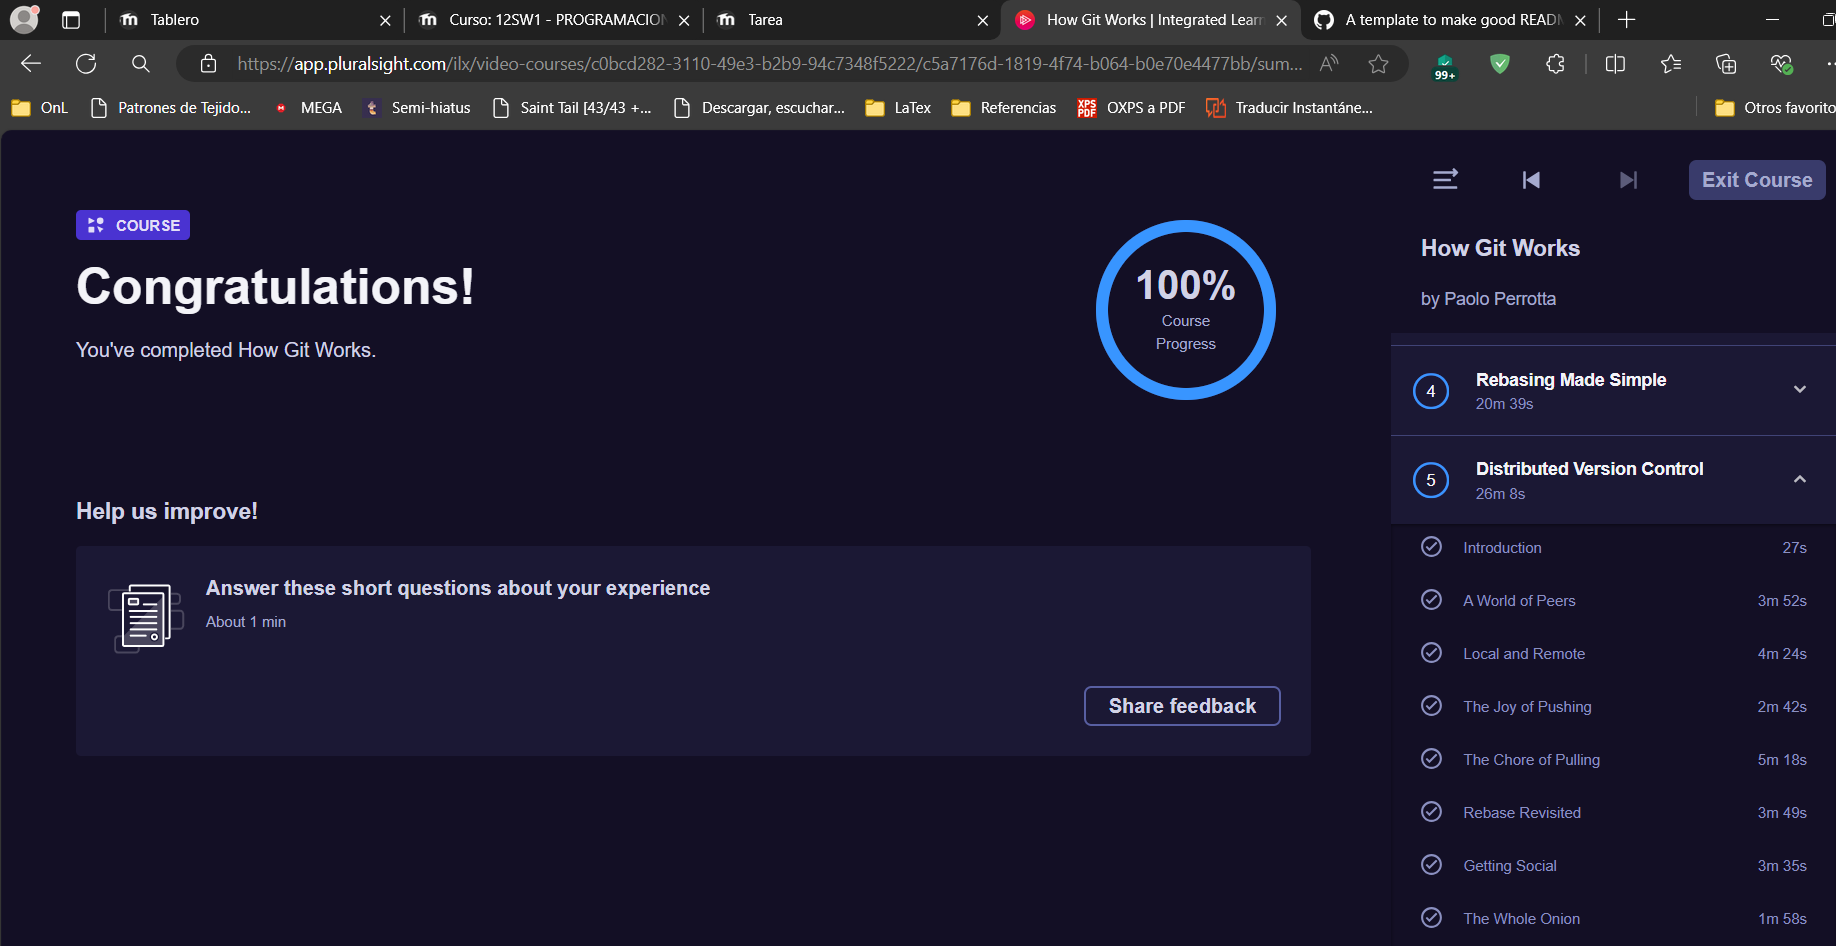 Tablero
Curso: 12SW1 - PROGRAMACION
Tarea
How Git Works | Integrated Learn
A template to make good READM
https://app.pluralsight.com/ilx/video-courses/c0bcd282-3110-49e3-b2b9-94c7348f5222/c5a7176d-1819-4f74-b064-b0e70e4477bb/sum...
99+
OnL
Patrones de Tejido...
MEGA
Semi-hiatus
Saint Tail [43/43 +...
Descargar, escuchar...
LaTex
Referencias
XPS PDF
OXPS a PDF
Traducir Instantáne...
Otros favorito
COURSE
Congratulations!
You've completed How Git Works.
100%
Course
Progress
Help us improve!
Answer these short questions about your experience
About 1 min
Share feedback
Exit Course
How Git Works
by Paolo Perrotta
4
Rebasing Made Simple
20m 39s
5
Distributed Version Control
26m 8s
Introduction 27s
A World of Peers 3m 52s
Local and Remote 4m 24s
The Joy of Pushing 2m 42s
The Chore of Pulling 5m 18s
Rebase Revisited 3m 49s
Getting Social 3m 35s
The Whole Onion 1m 58s